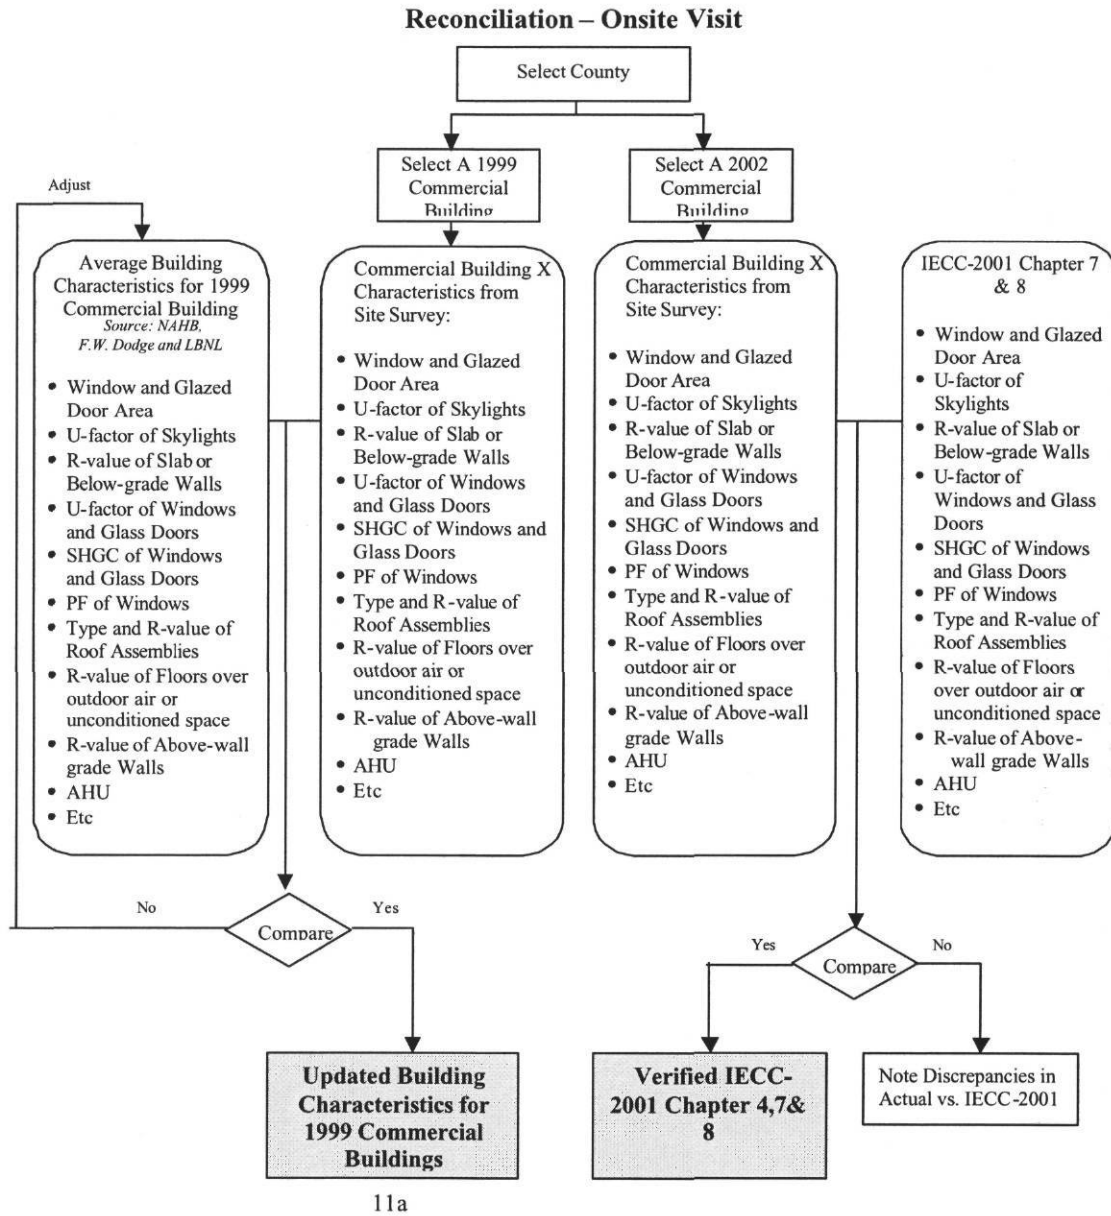 Reconciliation – Onsite Visit
Select County
Select A 1999
Commercial
Building
Select A 2002
Commercial
Building
Adjust
Average Building
Characteristics for 1999
Commercial Building
Source: NAHB,
F.W. Dodge and LBNL
• Window and Glazed
Door Area
• U-factor of Skylights
• R-value of Slab or
Below-grade Walls
• U-factor of Windows
and Glass Doors
• SHGC of Windows
and Glass Doors
• PF of Windows
• Type and R-value of
Roof Assemblies
• R-value of Floors over
outdoor air or
unconditioned space
• R-value of Above-wall
grade Walls
• AHU
• Etc
Commercial Building X
Characteristics from
Site Survey:
• Window and Glazed
Door Area
• U-factor of Skylights
• R-value of Slab or
Below-grade Walls
• U-factor of Windows
and Glass Doors
• SHGC of Windows and
Glass Doors
• PF of Windows
• Type and R-value of
Roof Assemblies
• R-value of Floors over
outdoor air or
unconditioned space
• R-value of Above-wall
grade Walls
• AHU
• Etc
Commercial Building X
Characteristics from
Site Survey:
• Window and Glazed
Door Area
• U-factor of Skylights
• R-value of Slab or
Below-grade Walls
• U-factor of Windows
and Glass Doors
• SHGC of Windows and
Glass Doors
• PF of Windows
• Type and R-value of
Roof Assemblies
• R-value of Floors over
outdoor air or
unconditioned space
• R-value of Above-wall
grade Walls
• AHU
• Etc
IECC-2001 Chapter 7
& 8
• Window and Glazed
Door Area
• U-factor of
Skylights
• R-value of Slab or
Below-grade Walls
• U-factor of
Windows and Glass
Doors
• SHGC of Windows
and Glass Doors
• PF of Windows
• Type and R-value of
Roof Assemblies
• R-value of Floors
over outdoor air or
unconditioned space
• R-value of Above-
wall grade Walls
• AHU
• Etc
No
Compare
Yes
Yes
Compare
No
Updated Building
Characteristics for
1999 Commercial
Buildings
Verified IECC-
2001 Chapter 4,7&
8
Note Discrepancies in
Actual vs. IECC-2001
11a